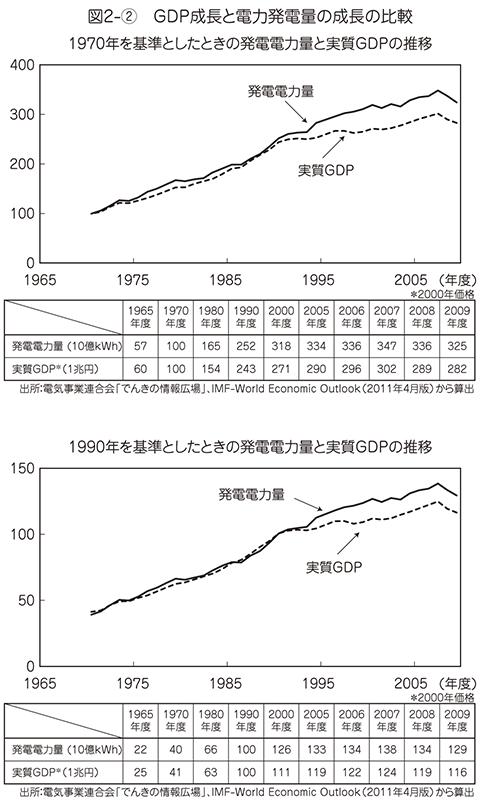 図2-② GDP成長と電力発電量の成長の比較
1970年を基準としたときの発電電力量と実質GDPの推移
400
300
200
100
0
発電電力量
実質GDP
1965 1975 1985 1995 2005 (年度)
*2000年価格
1965年度 1970年度 1980年度 1990年度 2000年度 2005年度 2006年度 2007年度 2008年度 2009年度
発電電力量(10億kWh) 57 100 165 252 318 334 336 347 336 325
実質GDP*(1兆円) 60 100 154 243 271 290 296 302 289 282
出所:電気事業連合会「でんきの情報広場」、IMF-World Economic Outlook(2011年4月版)から算出
1990年を基準としたときの発電電力量と実質GDPの推移
150
100
50
0
発電電力量
実質GDP
1965 1975 1985 1995 2005 (年度)
*2000年価格
1965年度 1970年度 1980年度 1990年度 2000年度 2005年度 2006年度 2007年度 2008年度 2009年度
発電電力量(10億kWh) 22 40 66 100 126 133 134 138 134 129
実質GDP*(1兆円) 25 41 63 100 111 119 122 124 119 116
出所:電気事業連合会「でんきの情報広場」、IMF-World Economic Outlook(2011年4月版)から算出